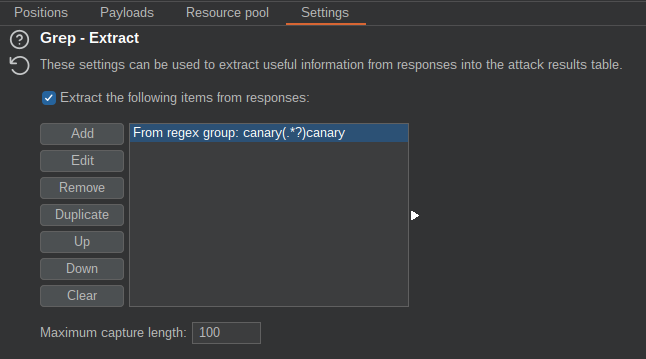 Positions Payloads Resource pool Settings
Grep - Extract
These settings can be used to extract useful information from responses into the attack results table.
Extract the following items from responses:
Add
From regex group: canary(.*?)canary
Edit
Remove
Duplicate
Up
Down
Clear
Maximum capture length: 100